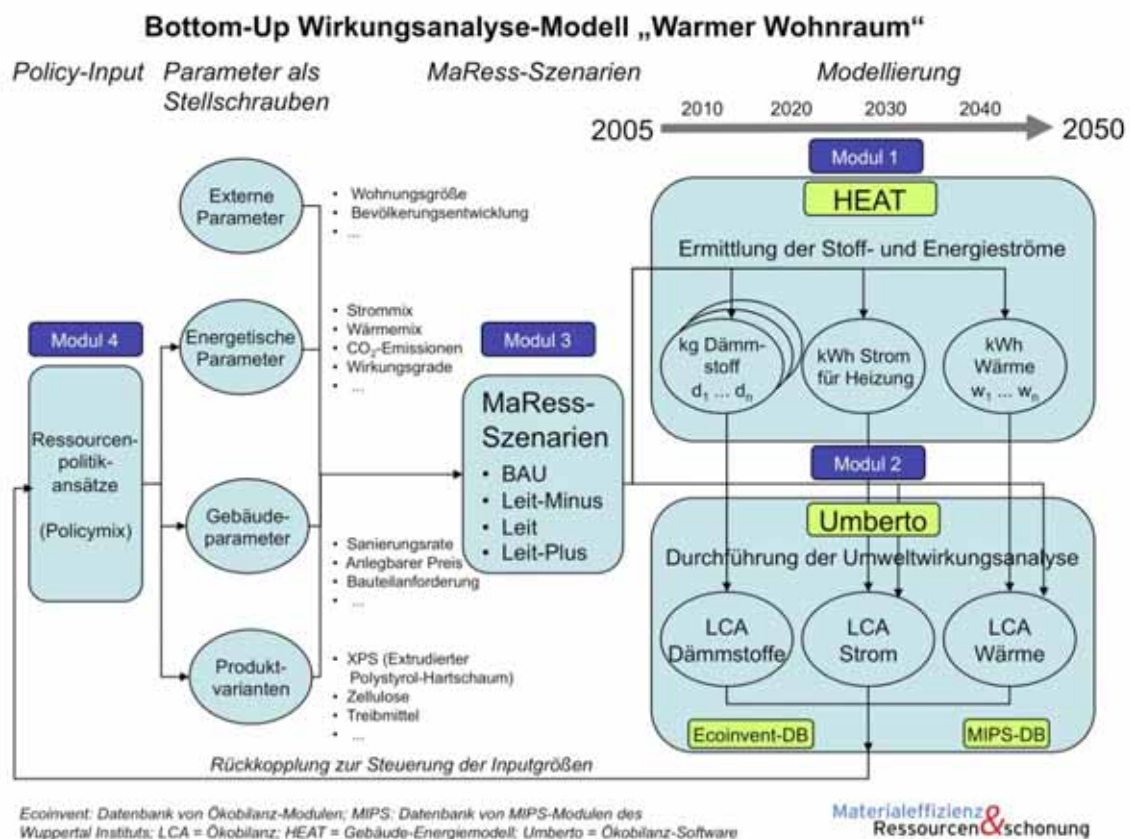 Bottom-Up Wirkungsanalyse-Modell „Warmer Wohnraum“
Policy-Input
Parameter als
Stellschrauben
MaRess-Szenarien
Modellierung
2005
2010
2020
2030
2040
2050
Externe
Parameter
• Wohnungsgröße
• Bevölkerungsentwicklung
• ...
Modul 4
Ressourcen-
politik-
ansätze
(Policymix)
Energetische
Parameter
• Strommix
• Wärmemix
• CO₂-Emissionen
• Wirkungsgrade
• ...
Gebäude-
parameter
• Sanierungsrate
• Anlegbarer Preis
• Bauteilanforderung
• ...
Produkt-
varianten
• XPS (Extrudierter
Polystyrol-Hartschaum)
• Zellulose
• Treibmittel
• ...
Modul 3
MaRess-
Szenarien
• BAU
• Leit-Minus
• Leit
• Leit-Plus
Modul 1
HEAT
Ermittlung der Stoff- und Energieströme
kg Dämm-
stoff
d₁ ... dₙ
kWh Strom
für Heizung
kWh
Wärme
w₁ ... wₙ
Modul 2
Umberto
Durchführung der Umweltwirkungsanalyse
LCA
Dämmstoffe
LCA
Strom
LCA
Wärme
Ecoinvent-DB
MIPS-DB
Rückkopplung zur Steuerung der Inputgrößen
Ecoinvent: Datenbank von Ökobilanz-Modulen; MIPS: Datenbank von MIPS-Modulen des
Wuppertal Instituts; LCA = Ökobilanz; HEAT = Gebäude-Energiemodell; Umberto = Ökobilanz-Software
Materialeffizienz &
Ressourcenschonung